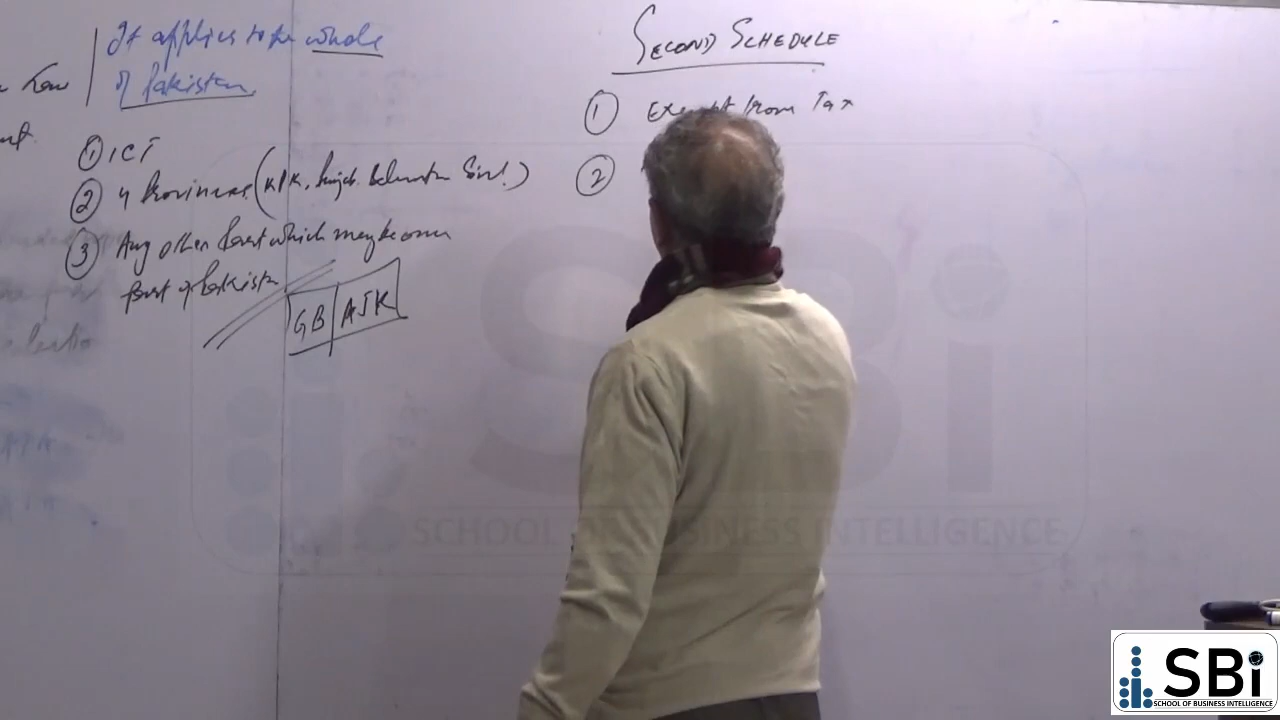 It applies to the whole
of Pakistan.
Law
① ICT
② 4 Provinces (KPK, Punjab. Balochistan Sindh)
③ Any other Part which may become
Part of Pakistan
GB | AJK
SECOND SCHEDULE
① Exempt from Tax
②
SBi
SCHOOL OF BUSINESS INTELLIGENCE
SBi
SCHOOL OF BUSINESS INTELLIGENCE